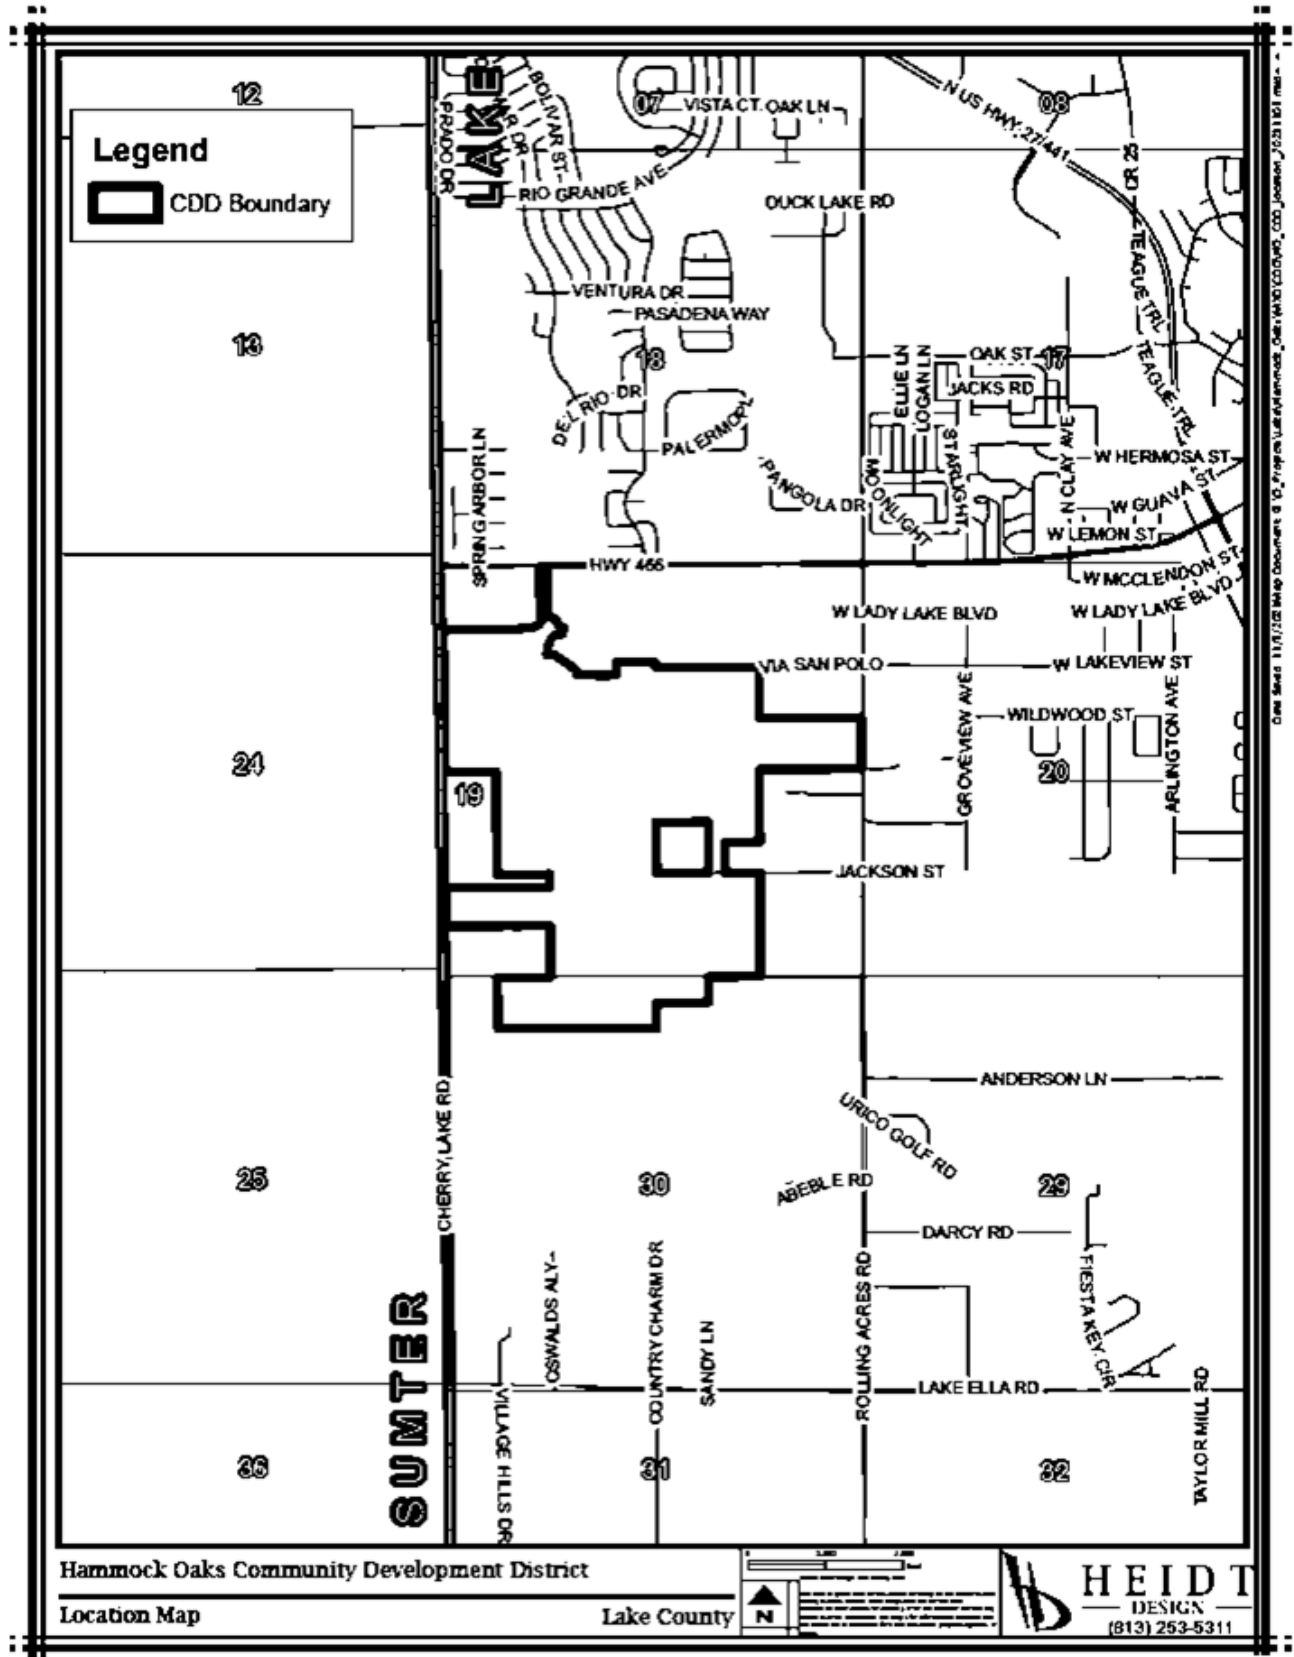 12
07
08
LAKE
PRADO DR
BOLIVAR ST
R DR
VISTA CT
OAK LN
N US HWY 27/441
CR 25
Legend
CDD Boundary
RIO GRANDE AVE
DUCK LAKE RD
TEAGUE TRL
VENTURA DR
PASADENA WAY
13
18
17
ELLIE LN
LOGAN LN
OAK ST
JACKS RD
TEAGUE TRL
DEL RIO DR
PALERMO PL
SPRING ARBOR LN
PANGOLA DR
MOONLIGHT
STARLIGHT
N CLAY AVE
W HERMOSA ST
W GUAVA ST
W LEMON ST
HWY 466
W MCCLENDON ST
W LADY LAKE BLVD
W LADY LAKE BLVD
VIA SAN POLO
W LAKEVIEW ST
GROVEVIEW AVE
WILDWOOD ST
ARLINGTON AVE
24
19
20
JACKSON ST
CHERRY LAKE RD
ANDERSON LN
URICO GOLF RD
25
30
ABEBLE RD
29
DARCY RD
SUMTER
OSWALDS ALY
COUNTRY CHARM DR
SANDY LN
ROLLING ACRES RD
FIESTA KEY CIR
LAKE ELLA RD
VILLAGE HILLS DR
TAYLOR MILL RD
36
31
32
Hammock Oaks Community Development District
Location Map
Lake County
N
HEIDT
DESIGN
(813) 253-5311